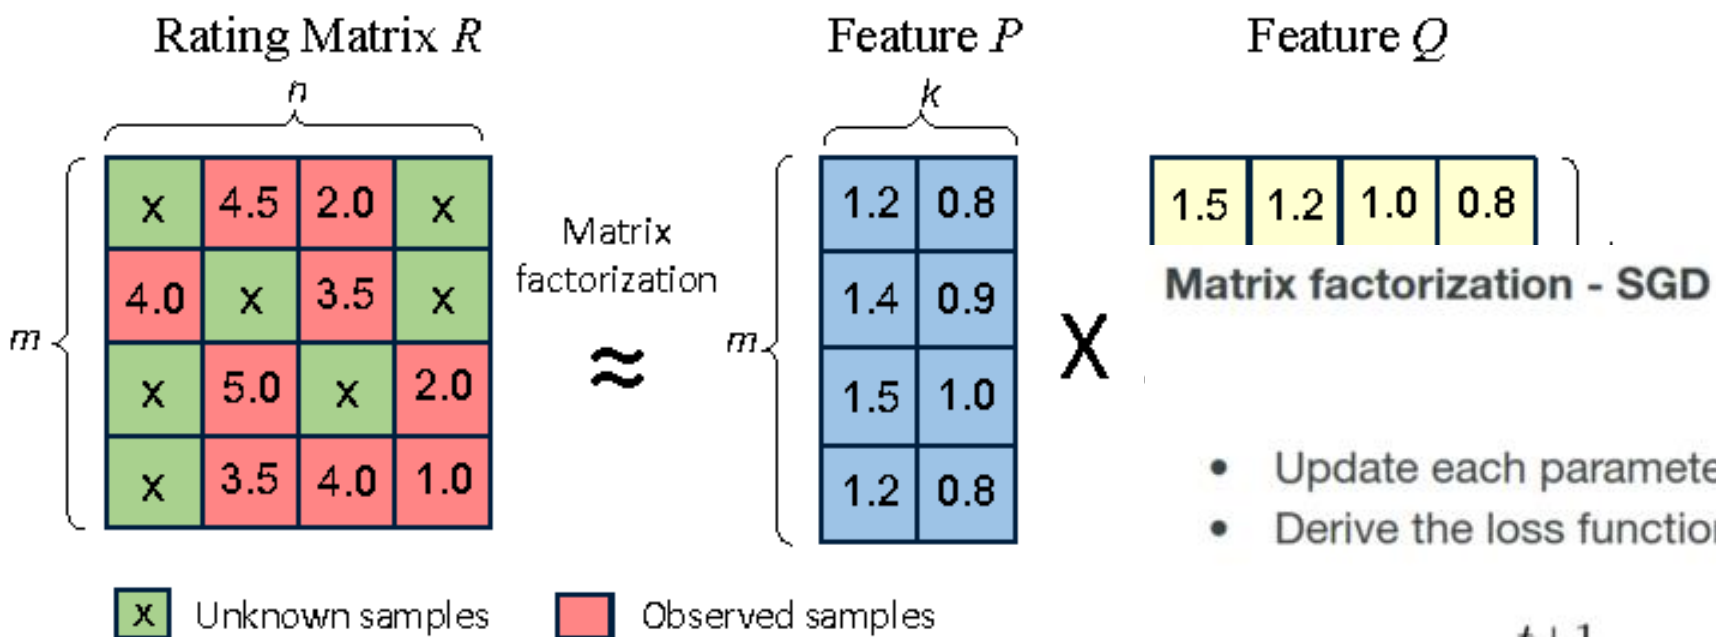 Rating Matrix R
Feature P
Feature Q
n
k
m
x 4.5 2.0 x
4.0 x 3.5 x
x 5.0 x 2.0
x 3.5 4.0 1.0
Matrix
factorization
≈
m
1.2 0.8
1.4 0.9
1.5 1.0
1.2 0.8
X
1.5 1.2 1.0 0.8
Matrix factorization - SGD
• Update each paramete
• Derive the loss function
x Unknown samples
Observed samples